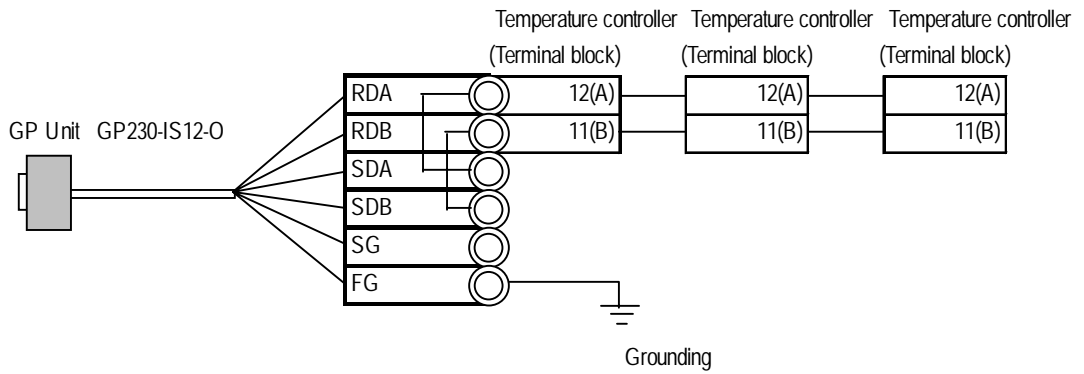 Temperature controller Temperature controller Temperature controller
(Terminal block) (Terminal block) (Terminal block)
RDA 12(A) 12(A) 12(A)
GP Unit GP230-IS12-O RDB 11(B) 11(B) 11(B)
SDA
SDB
SG
FG
Grounding